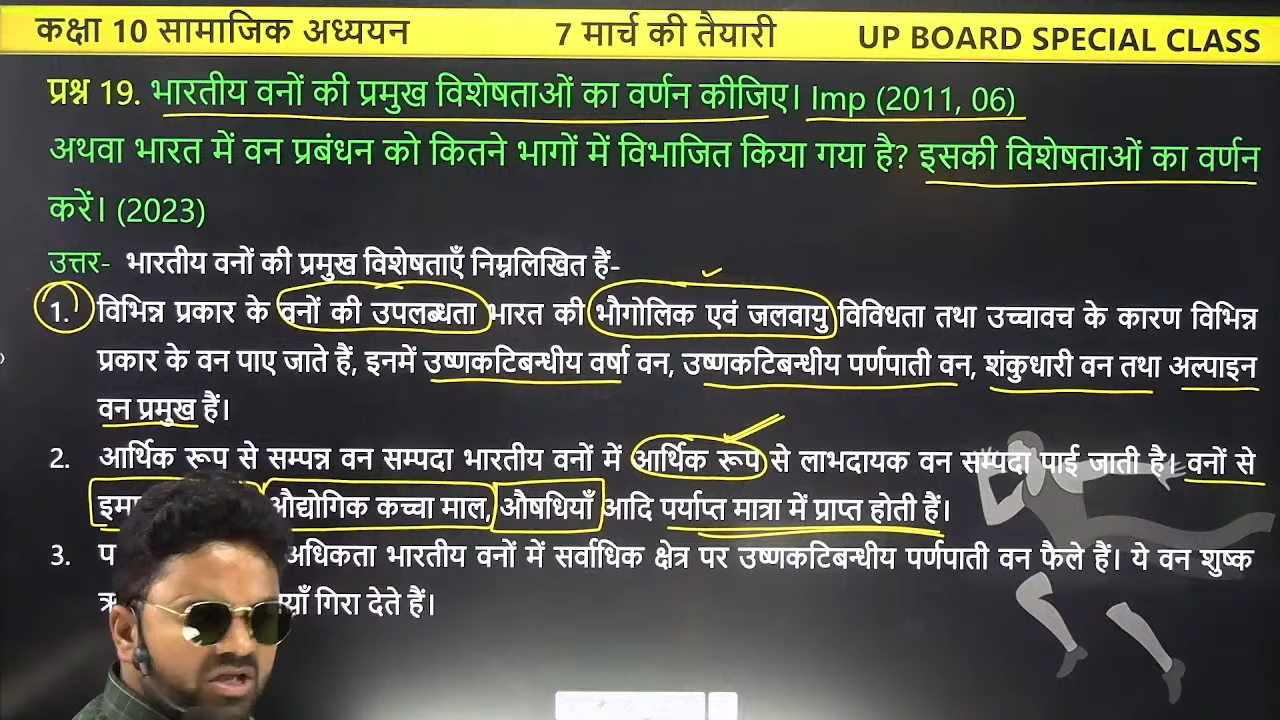 कक्षा 10 सामाजिक अध्ययन 7 मार्च की तैयारी UP BOARD SPECIAL CLASS
प्रश्न 19. भारतीय वनों की प्रमुख विशेषताओं का वर्णन कीजिए। Imp (2011, 06)
अथवा भारत में वन प्रबंधन को कितने भागों में विभाजित किया गया है? इसकी विशेषताओं का वर्णन
करें। (2023)
उत्तर- भारतीय वनों की प्रमुख विशेषताएँ निम्नलिखित हैं-
1. विभिन्न प्रकार के वनों की उपलब्धता भारत की भौगोलिक एवं जलवायु विविधता तथा उच्चावच के कारण विभिन्न
प्रकार के वन पाए जाते हैं, इनमें उष्णकटिबन्धीय वर्षा वन, उष्णकटिबन्धीय पर्णपाती वन, शंकुधारी वन तथा अल्पाइन
वन प्रमुख हैं।
2. आर्थिक रूप से सम्पन्न वन सम्पदा भारतीय वनों में आर्थिक रूप से लाभदायक वन सम्पदा पाई जाती है। वनों से
औद्योगिक कच्चा माल, औषधियाँ आदि पर्याप्त मात्रा में प्राप्त होती हैं।
3. अधिकता भारतीय वनों में सर्वाधिक क्षेत्र पर उष्णकटिबन्धीय पर्णपाती वन फैले हैं। ये वन शुष्क
गिरा देते हैं।